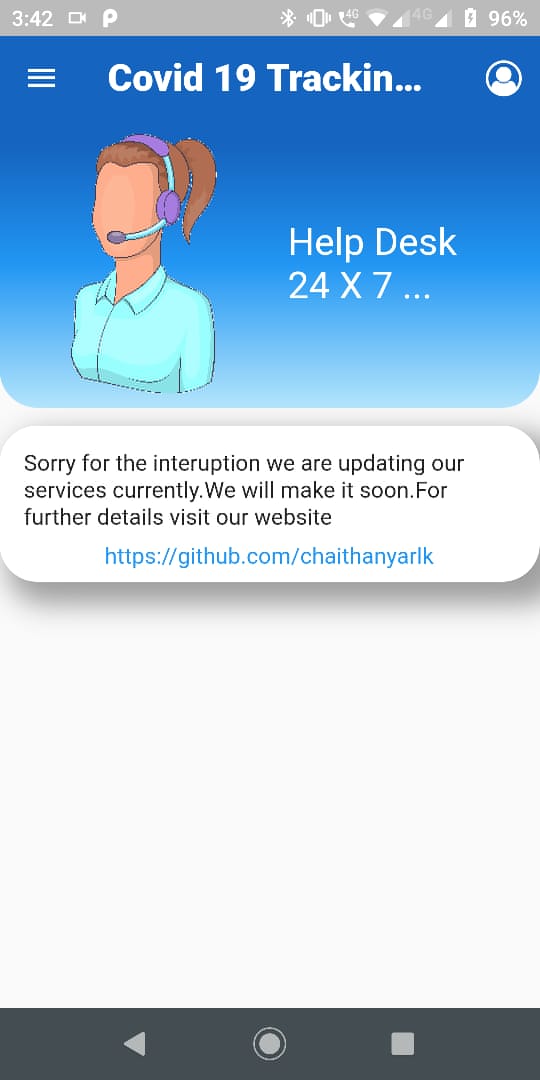 3:42
4G
4G
96%
Covid 19 Trackin...
Help Desk
24 X 7 ...
Sorry for the interuption we are updating our
services currently.We will make it soon.For
further details visit our website
https://github.com/chaithanyarlk